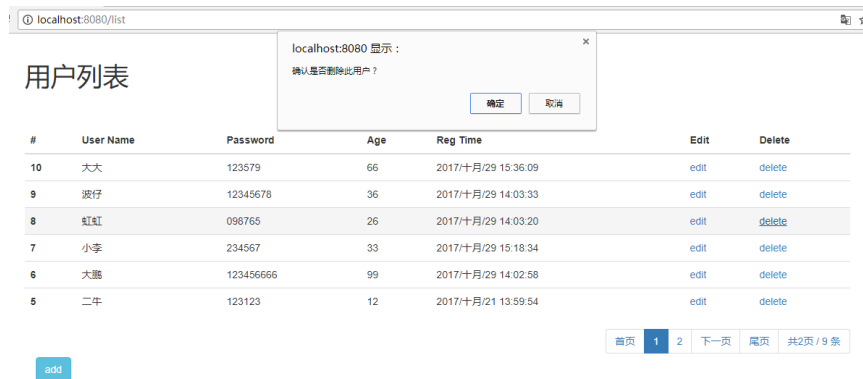 localhost:8080/list
localhost:8080 显示：
确认是否删除此用户？
确定 取消
用户列表
# User Name Password Age Reg Time Edit Delete
10 大大 123579 66 2017/十月/29 15:36:09 edit delete
9 波仔 12345678 36 2017/十月/29 14:03:33 edit delete
8 虹虹 098765 26 2017/十月/29 14:03:20 edit delete
7 小李 234567 33 2017/十月/29 15:18:34 edit delete
6 大鹏 123456666 99 2017/十月/29 14:02:58 edit delete
5 二牛 123123 12 2017/十月/21 13:59:54 edit delete
首页 1 2 下一页 尾页 共2页 / 9 条
add